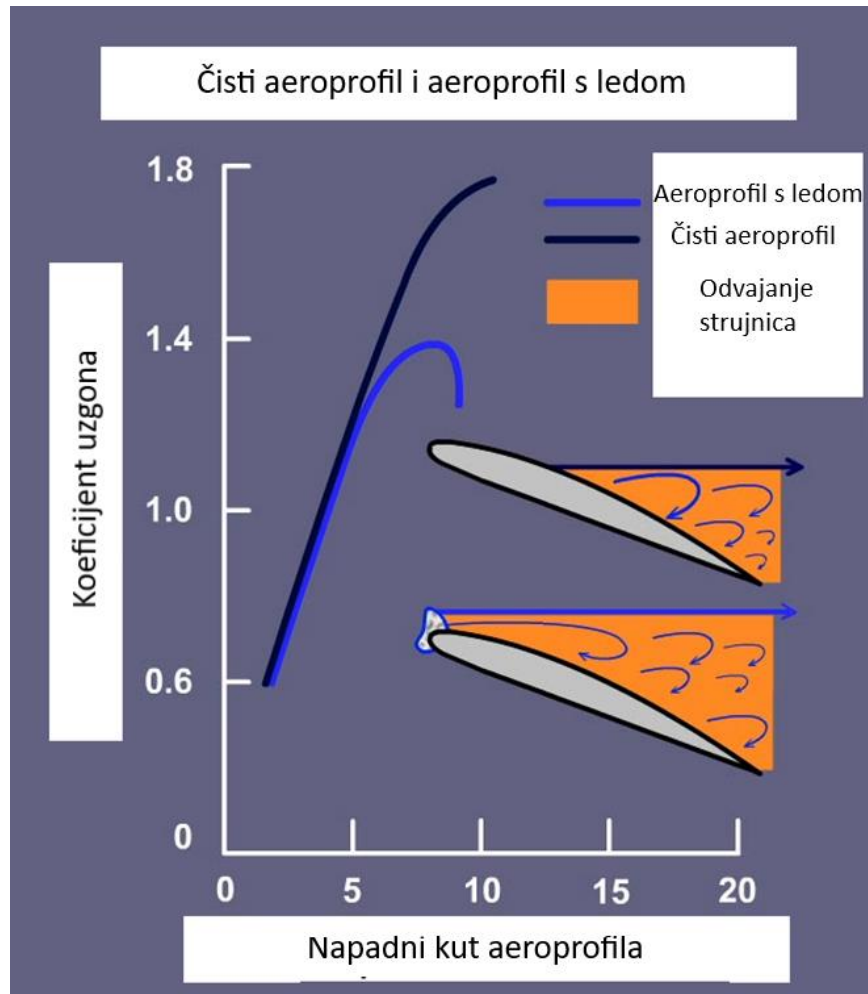 Čisti aeroprofil i aeroprofil s ledom
1.8
1.4
1.0
0.6
0
Koeficijent uzgona
Aeroprofil s ledom
Čisti aeroprofil
Odvajanje
strujnica
0 5 10 15 20
Napadni kut aeroprofila